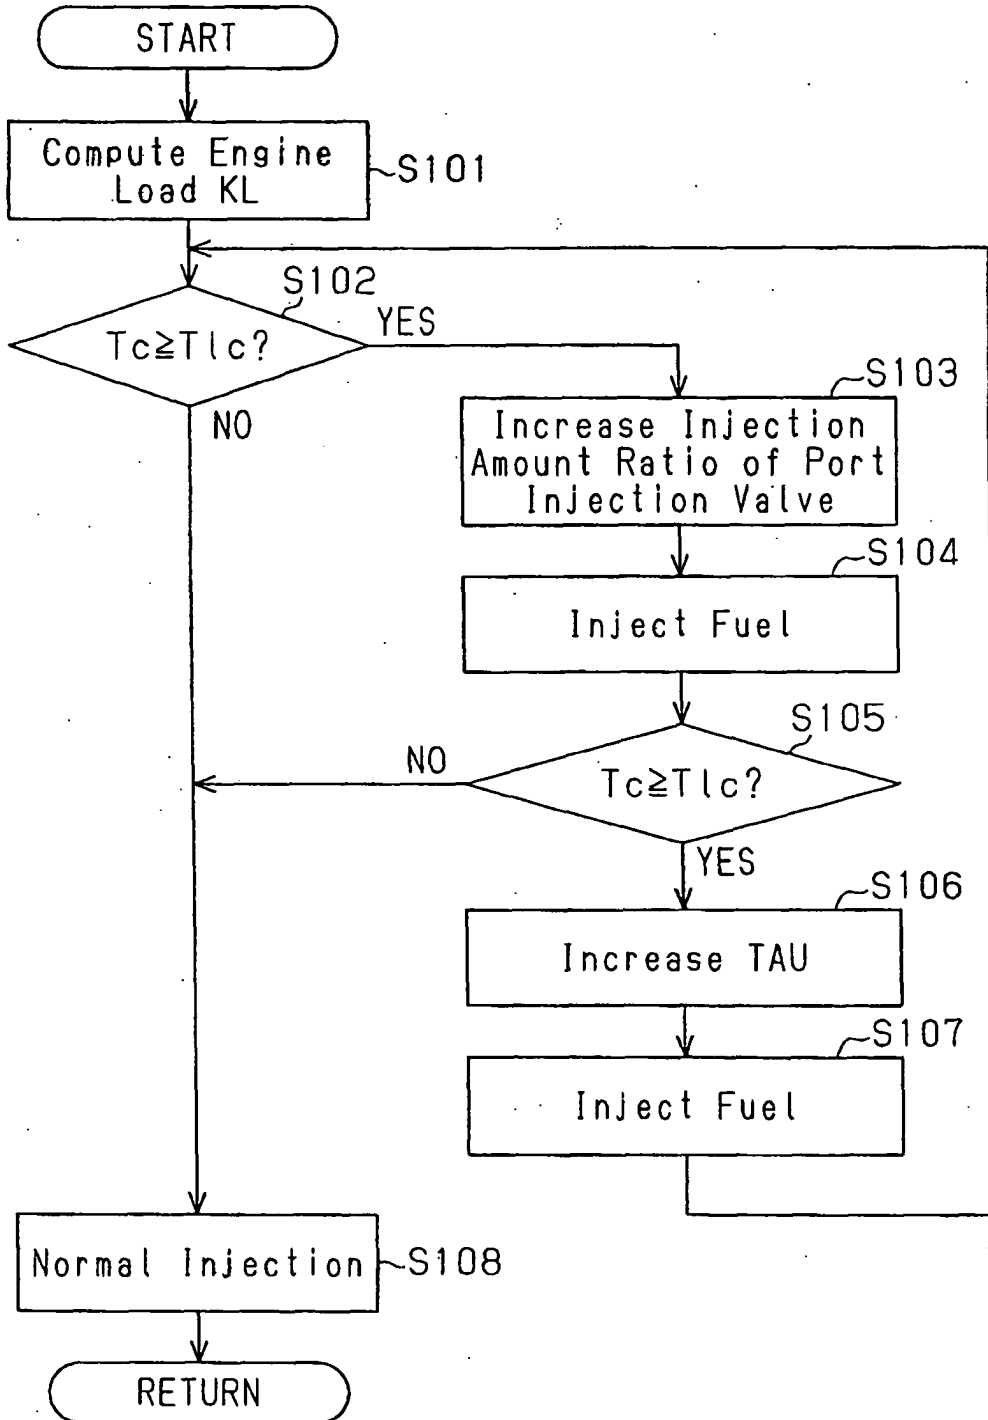 START
Compute Engine
Load KL
S101
S102
Tc≧Tlc?
YES
NO
S103
Increase Injection
Amount Ratio of Port
Injection Valve
S104
Inject Fuel
S105
NO
Tc≧Tlc?
YES
S106
Increase TAU
S107
Inject Fuel
Normal Injection
S108
RETURN